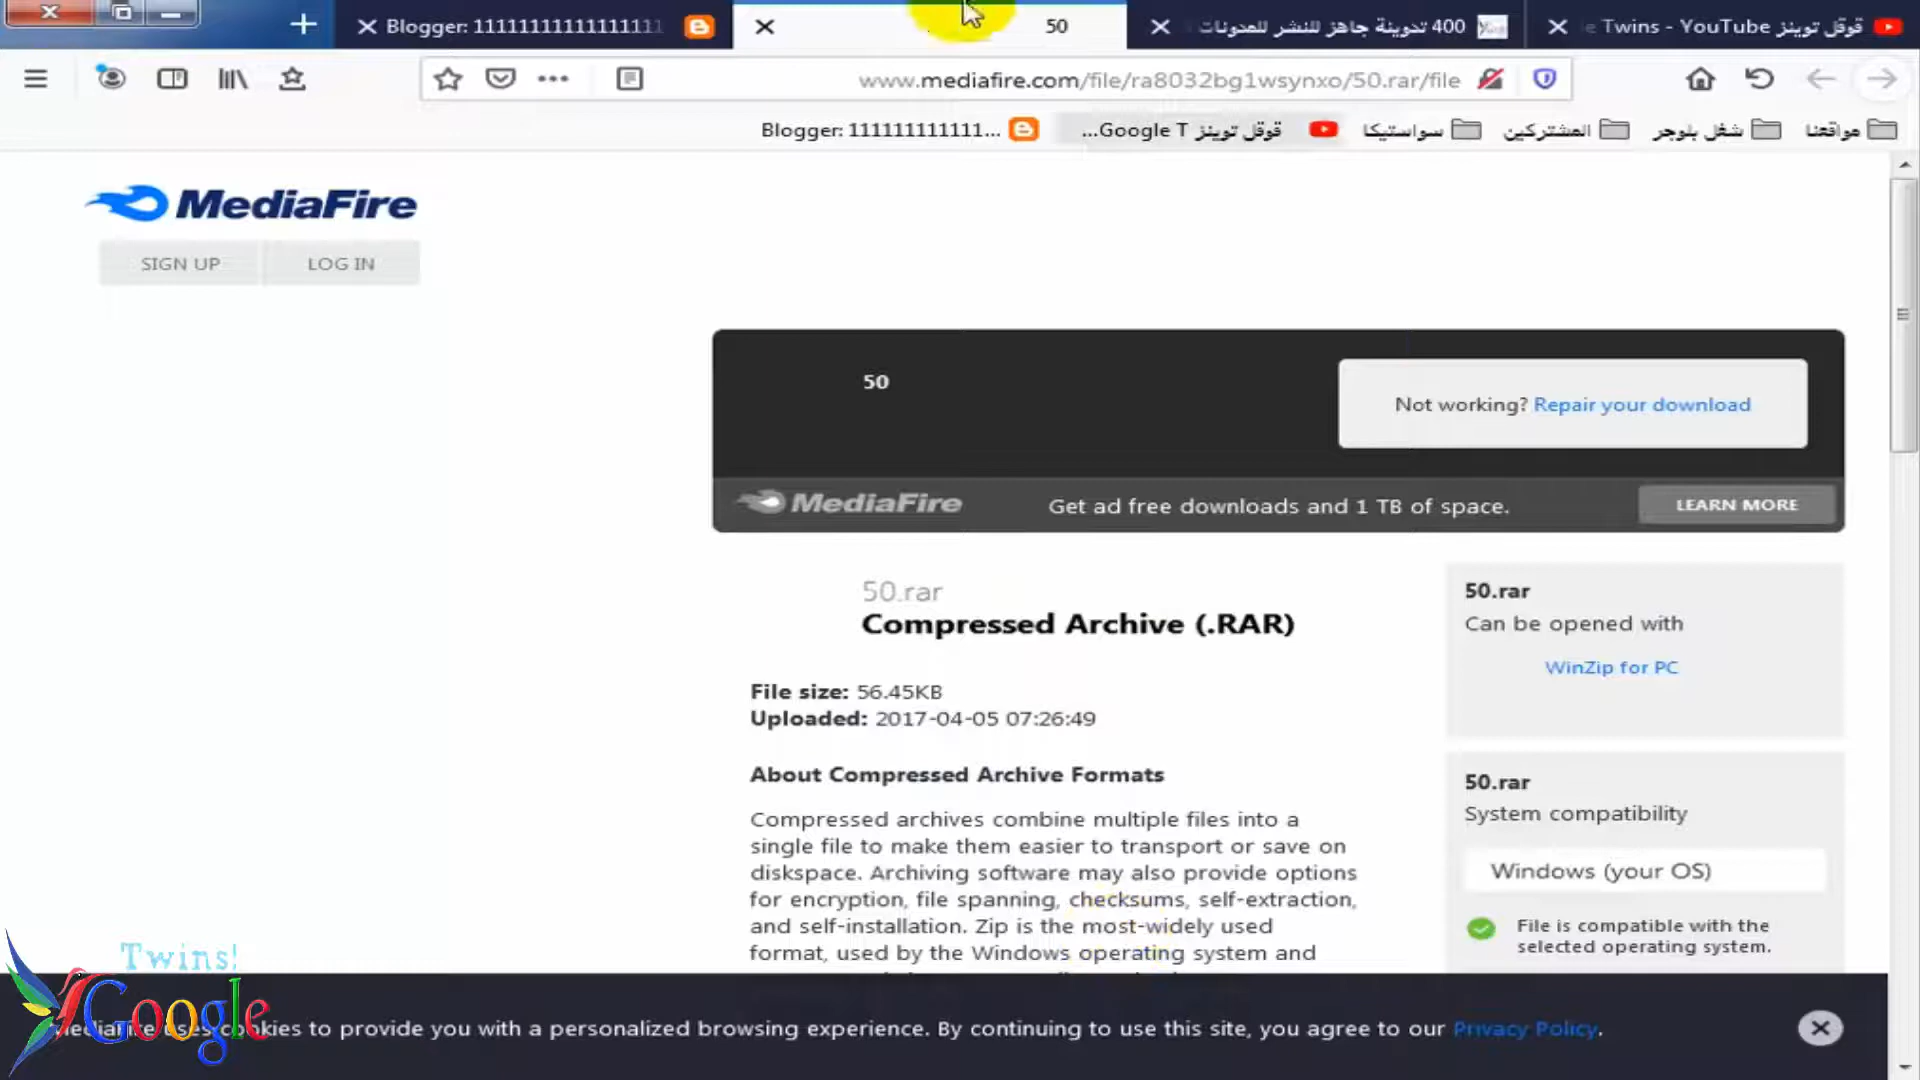 Blogger: 11111111111111111
50
400 تدوينة جاهز للنشر للمدونات
قوقل توينز Twins - YouTube
www.mediafire.com/file/ra8032bg1wsynxo/50.rar/file
Blogger: 111111111111...
قوقل توينز Google T...
سواستيكا
المشتركين
شغل بلوجر
مواقعنا
MediaFire
SIGN UP
LOG IN
50
Not working? Repair your download
MediaFire
Get ad free downloads and 1 TB of space.
LEARN MORE
50.rar
Compressed Archive (.RAR)
File size: 56.45KB
Uploaded: 2017-04-05 07:26:49
About Compressed Archive Formats
Compressed archives combine multiple files into a
single file to make them easier to transport or save on
diskspace. Archiving software may also provide options
for encryption, file spanning, checksums, self-extraction,
and self-installation. Zip is the most-widely used
format, used by the Windows operating system and
50.rar
Can be opened with
WinZip for PC
50.rar
System compatibility
Windows (your OS)
File is compatible with the
selected operating system.
Twins!
Google
MediaFire uses cookies to provide you with a personalized browsing experience. By continuing to use this site, you agree to our Privacy Policy.